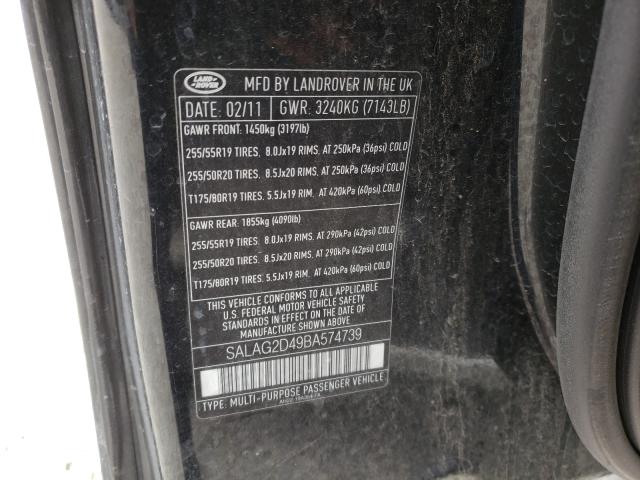 LAND ROVER
MFD BY LANDROVER IN THE UK
DATE: 02/11 GWR: 3240KG (7143LB)
GAWR FRONT: 1450kg (3197lb)
255/55R19 TIRES. 8.0Jx19 RIMS. AT 250kPa (36psi) COLD
255/50R20 TIRES. 8.5Jx20 RIMS. AT 250kPa (36psi) COLD
T175/80R19 TIRES. 5.5Jx19 RIM. AT 420kPa (60psi) COLD
GAWR REAR: 1855kg (4090lb)
255/55R19 TIRES. 8.0Jx19 RIMS. AT 290kPa (42psi) COLD
255/50R20 TIRES. 8.5Jx20 RIMS. AT 290kPa (42psi) COLD
T175/80R19 TIRES. 5.5Jx19 RIM. AT 420kPa (60psi) COLD
THIS VEHICLE CONFORMS TO ALL APPLICABLE
U.S. FEDERAL MOTOR VEHICLE SAFETY
STANDARDS IN EFFECT ON THE DATE OF
MANUFACTURE SHOWN ABOVE
SALAG2D49BA574739
TYPE: MULTI-PURPOSE PASSENGER VEHICLE